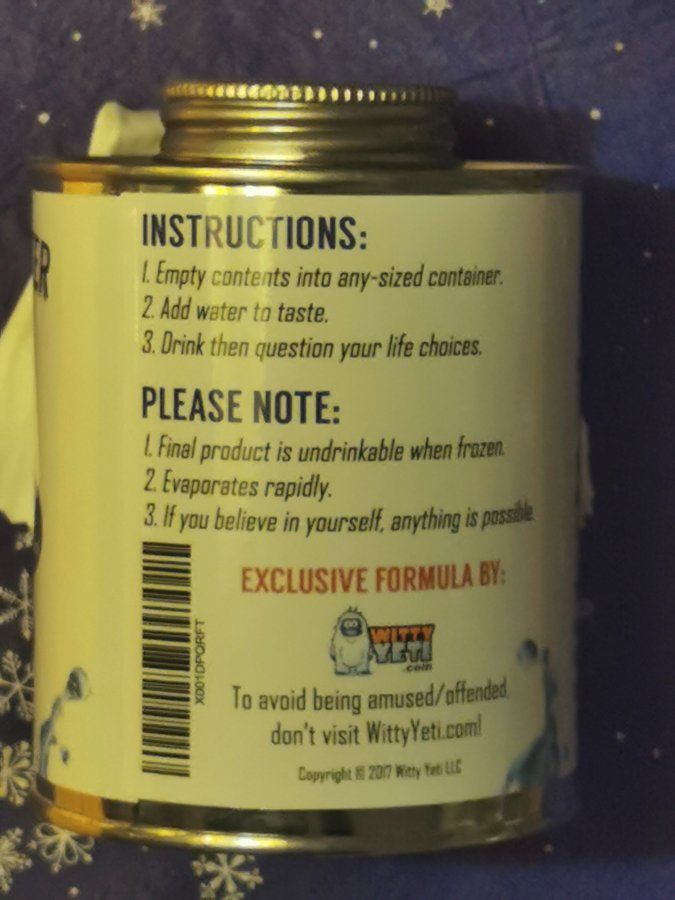 ER
INSTRUCTIONS:
1. Empty contents into any-sized container.
2. Add water to taste.
3. Drink then question your life choices.
PLEASE NOTE:
1. Final product is undrinkable when frozen.
2. Evaporates rapidly.
3. If you believe in yourself, anything is possible.
EXCLUSIVE FORMULA BY:
WITTY
YETI
.com
X001DPQRFT
To avoid being amused/offended,
don't visit WittyYeti.com!
Copyright © 2017 Witty Yeti LLC